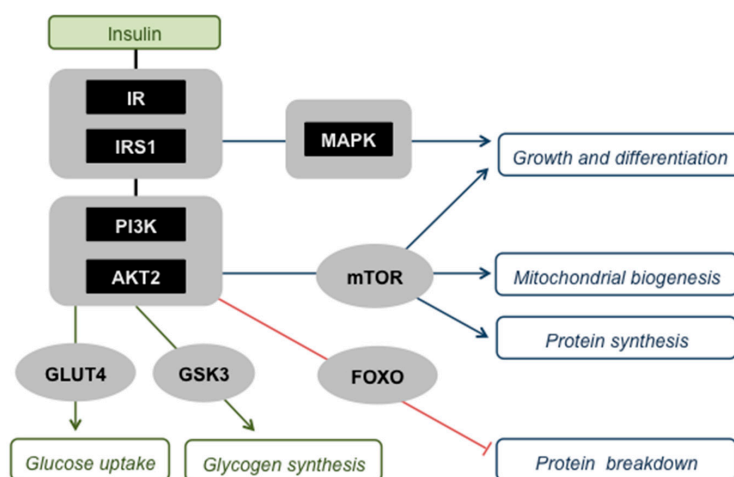 Insulin
IR
IRS1
MAPK
Growth and differentiation
PI3K
AKT2
mTOR
Mitochondrial biogenesis
Protein synthesis
GLUT4
GSK3
FOXO
Glucose uptake
Glycogen synthesis
Protein breakdown